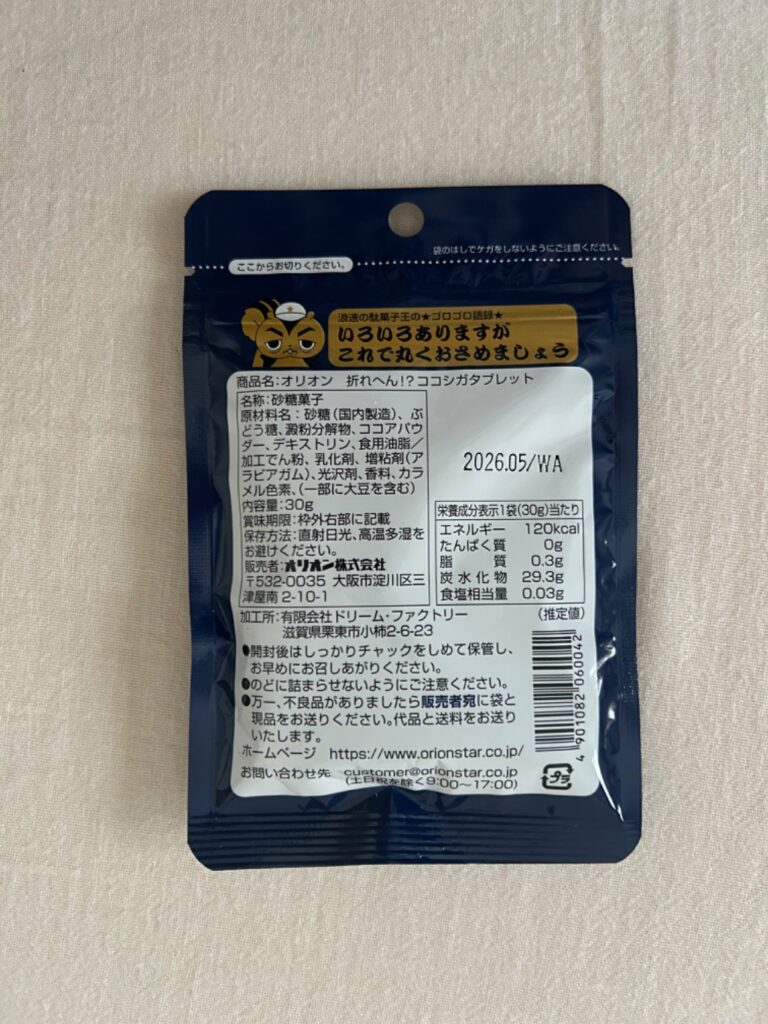 袋のはしでケガをしないようにご注意ください。
ここからお切りください。
浪速の駄菓子王の★ゴロゴロ語録★
いろいろありますが
これで丸くおさめましょう
商品名:オリオン 折れへん!?ココシガタブレット
名称:砂糖菓子
原材料名:砂糖(国内製造)、ぶ
どう糖、澱粉分解物、ココアパウ
ダー、デキストリン、食用油脂/
加工でん粉、乳化剤、増粘剤(ア
ラビアガム)、光沢剤、香料、カラ
メル色素、(一部に大豆を含む)
内容量:30g
賞味期限:枠外右部に記載
保存方法:直射日光、高温多湿を
お避けください。
販売者:オリオン株式会社
〒532-0035 大阪市淀川区三
津屋南2-10-1
2026.05/WA
栄養成分表示1袋(30g)当たり
エネルギー 120kcal
たんぱく質 0g
脂質 0.3g
炭水化物 29.3g
食塩相当量 0.03g
(推定値)
加工所:有限会社ドリーム・ファクトリー
滋賀県栗東市小柿2-6-23
●開封後はしっかりチャックをしめて保管し、
お早めにお召しあがりください。
●のどに詰まらせないようにご注意ください。
●万一、不良品がありましたら販売者宛に袋と
現品をお送りください。代品と送料をお送り
いたします。
ホームページ https://www.orionstar.co.jp/
お問い合わせ先 customer@orionstar.co.jp
(土日祝を除く9:00~17:00)
4 901082 060042
プラ